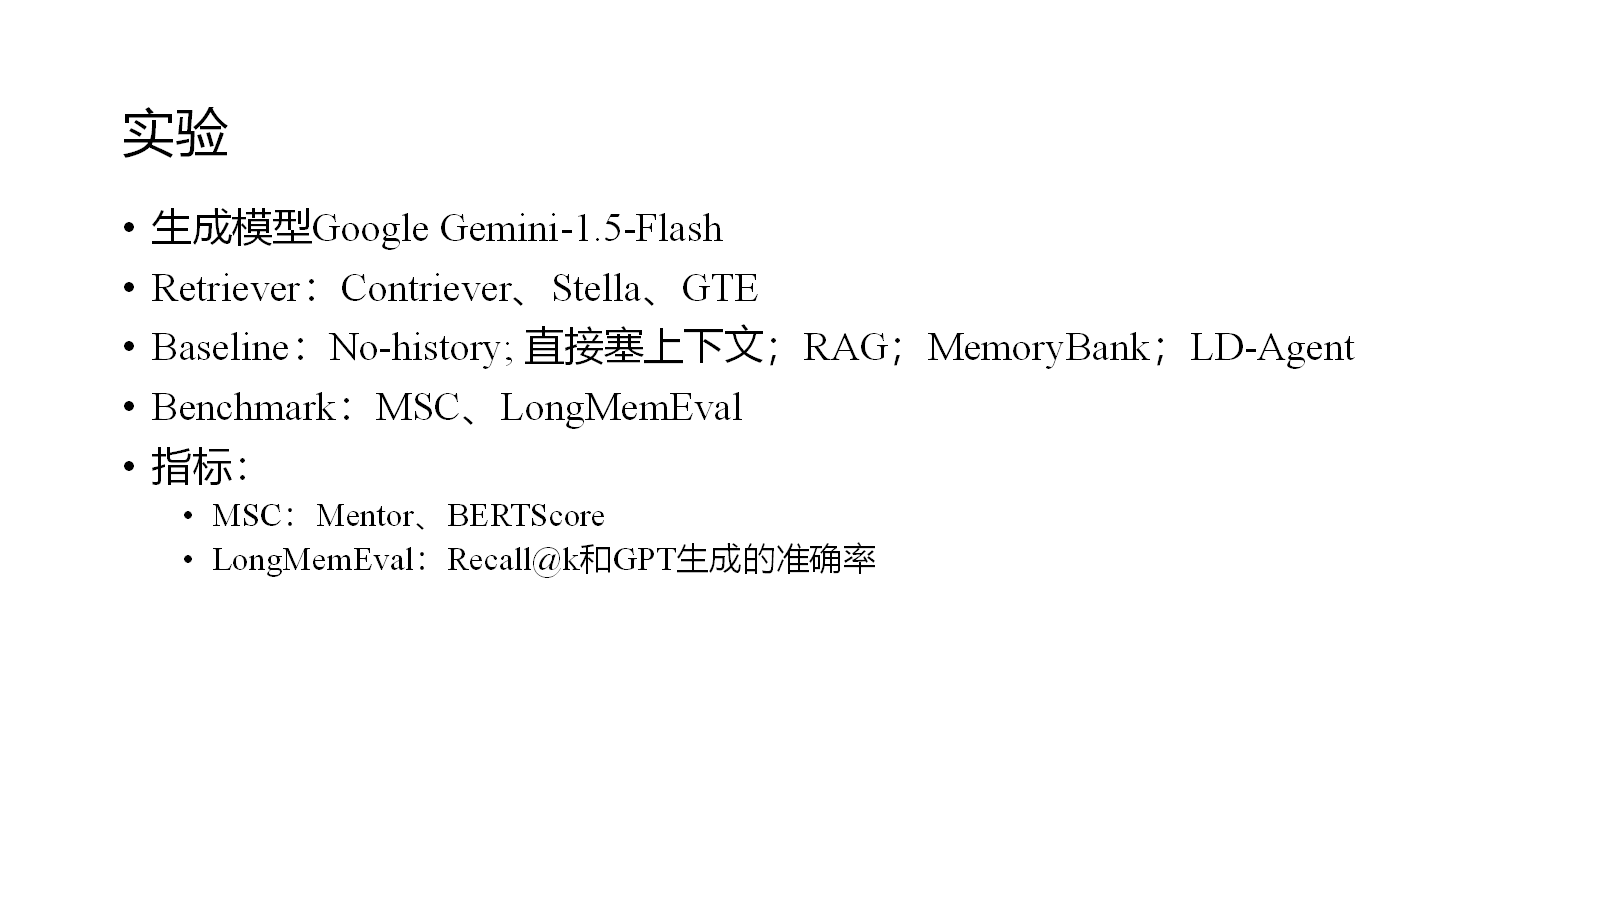 实验
• 生成模型Google Gemini-1.5-Flash
• Retriever：Contriever、Stella、GTE
• Baseline：No-history; 直接塞上下文；RAG；MemoryBank；LD-Agent
• Benchmark：MSC、LongMemEval
• 指标：
• MSC：Mentor、BERTScore
• LongMemEval：Recall@k和GPT生成的准确率